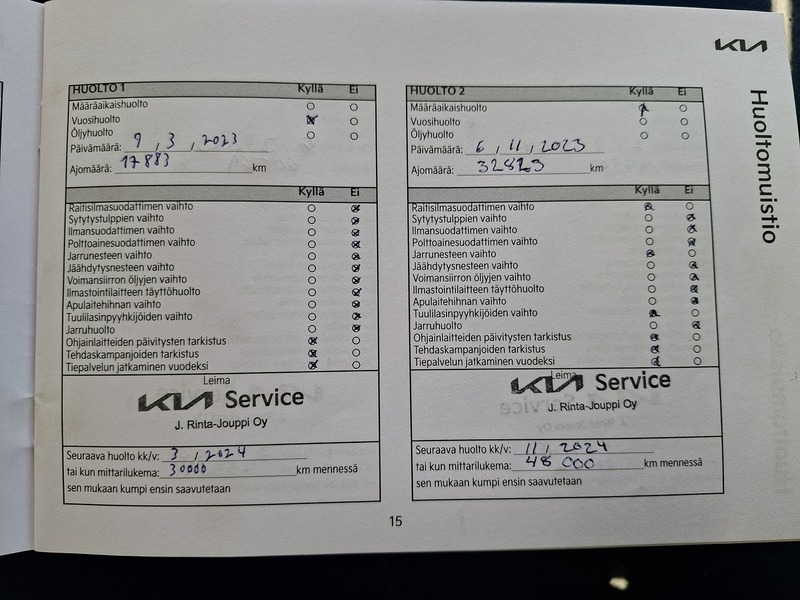 KIA
Huoltomuistio
HUOLTO 1 Kyllä Ei
Määräaikaishuolto
Vuosihuolto
Öljyhuolto
Päivämäärä: 9 , 3 , 2023
Ajomäärä: 17883 km
Kyllä Ei
Raitisilmasuodattimen vaihto
Sytytystulppien vaihto
Ilmansuodattimen vaihto
Polttoainesuodattimen vaihto
Jarrunesteen vaihto
Jäähdytysnesteen vaihto
Voimansiirron öljyjen vaihto
Ilmastointilaitteen täyttöhuolto
Apulaitehihnan vaihto
Tuulilasinpyyhkijöiden vaihto
Jarruhuolto
Ohjainlaitteiden päivitysten tarkistus
Tehdaskampanjoiden tarkistus
Tiepalvelun jatkaminen vuodeksi
Leima
KIA Service
J. Rinta-Jouppi Oy
Seuraava huolto kk/v: 3 , 2024
tai kun mittarilukema: 30000 km mennessä
sen mukaan kumpi ensin saavutetaan
HUOLTO 2 Kyllä Ei
Määräaikaishuolto
Vuosihuolto
Öljyhuolto
Päivämäärä: 6 , 11 , 2023
Ajomäärä: km
Kyllä Ei
Raitisilmasuodattimen vaihto
Sytytystulppien vaihto
Ilmansuodattimen vaihto
Polttoainesuodattimen vaihto
Jarrunesteen vaihto
Jäähdytysnesteen vaihto
Voimansiirron öljyjen vaihto
Ilmastointilaitteen täyttöhuolto
Apulaitehihnan vaihto
Tuulilasinpyyhkijöiden vaihto
Jarruhuolto
Ohjainlaitteiden päivitysten tarkistus
Tehdaskampanjoiden tarkistus
Tiepalvelun jatkaminen vuodeksi
Leima
KIA Service
J. Rinta-Jouppi Oy
Seuraava huolto kk/v: 11 , 2024
tai kun mittarilukema: 48 000 km mennessä
sen mukaan kumpi ensin saavutetaan
15